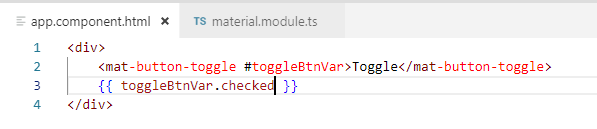 app.component.html × TS material.module.ts
1 <div>
2 <mat-button-toggle #toggleBtnVar>Toggle</mat-button-toggle>
3 {{ toggleBtnVar.checked }}
4 </div>